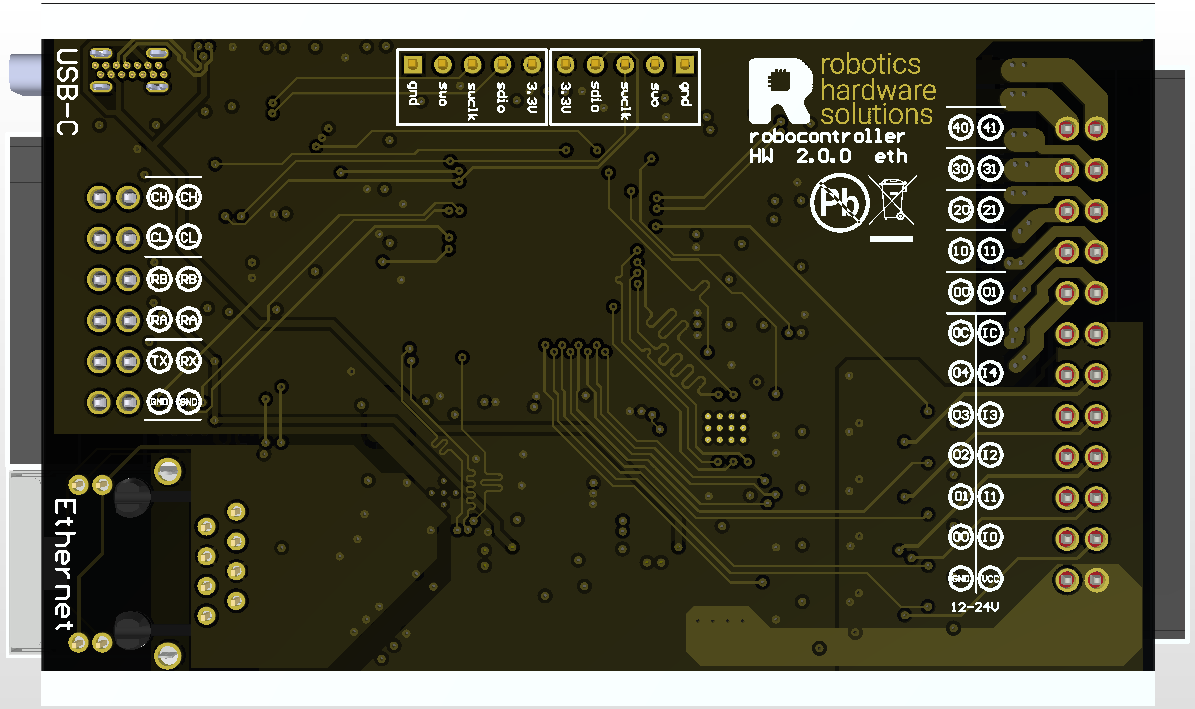 USB-C
gnd
swo
swclk
sdio
3.3V
3.3V
sdio
swclk
swo
gnd
R
robotics
hardware
solutions
robocontroller
HW 2.0.0 eth
Pb
CH CH
CL CL
RB RB
RA RA
TX RX
GND GND
40 41
30 31
20 21
10 11
00 01
OC IC
O4 I4
O3 I3
O2 I2
O1 I1
O0 I0
GND VCC
12-24V
Ethernet